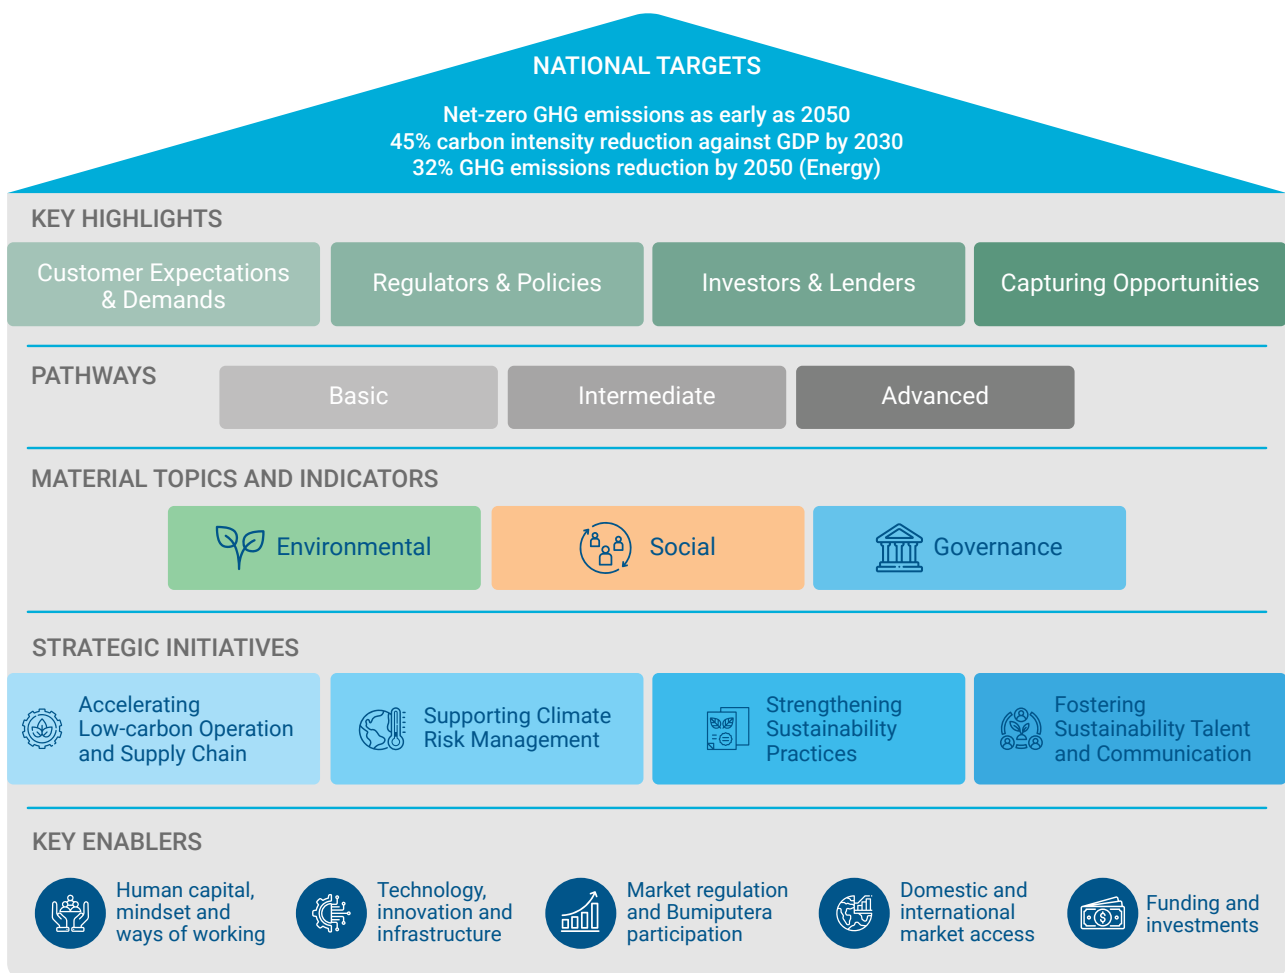 NATIONAL TARGETS
Net-zero GHG emissions as early as 2050
45% carbon intensity reduction against GDP by 2030
32% GHG emissions reduction by 2050 (Energy)
KEY HIGHLIGHTS
Customer Expectations
& Demands
Regulators & Policies
Investors & Lenders
Capturing Opportunities
PATHWAYS
Basic
Intermediate
Advanced
MATERIAL TOPICS AND INDICATORS
Environmental
Social
Governance
STRATEGIC INITIATIVES
Accelerating
Low-carbon Operation
and Supply Chain
Supporting Climate
Risk Management
Strengthening
Sustainability
Practices
Fostering
Sustainability Talent
and Communication
KEY ENABLERS
Human capital,
mindset and
ways of working
Technology,
innovation and
infrastructure
Market regulation
and Bumiputera
participation
Domestic and
international
market access
Funding and
investments